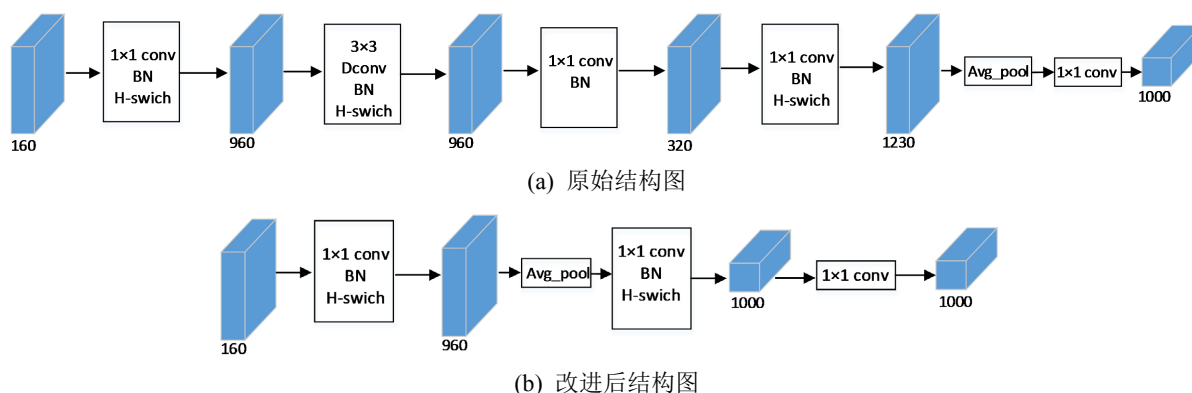 1×1 conv
BN
H-swich
3×3
Dconv
BN
H-swich
1×1 conv
BN
1×1 conv
BN
H-swich
Avg_pool
1×1 conv
160
960
960
320
1230
1000
(a) 原始结构图
1×1 conv
BN
H-swich
Avg_pool
1×1 conv
BN
H-swich
1×1 conv
160
960
1000
1000
(b) 改进后结构图